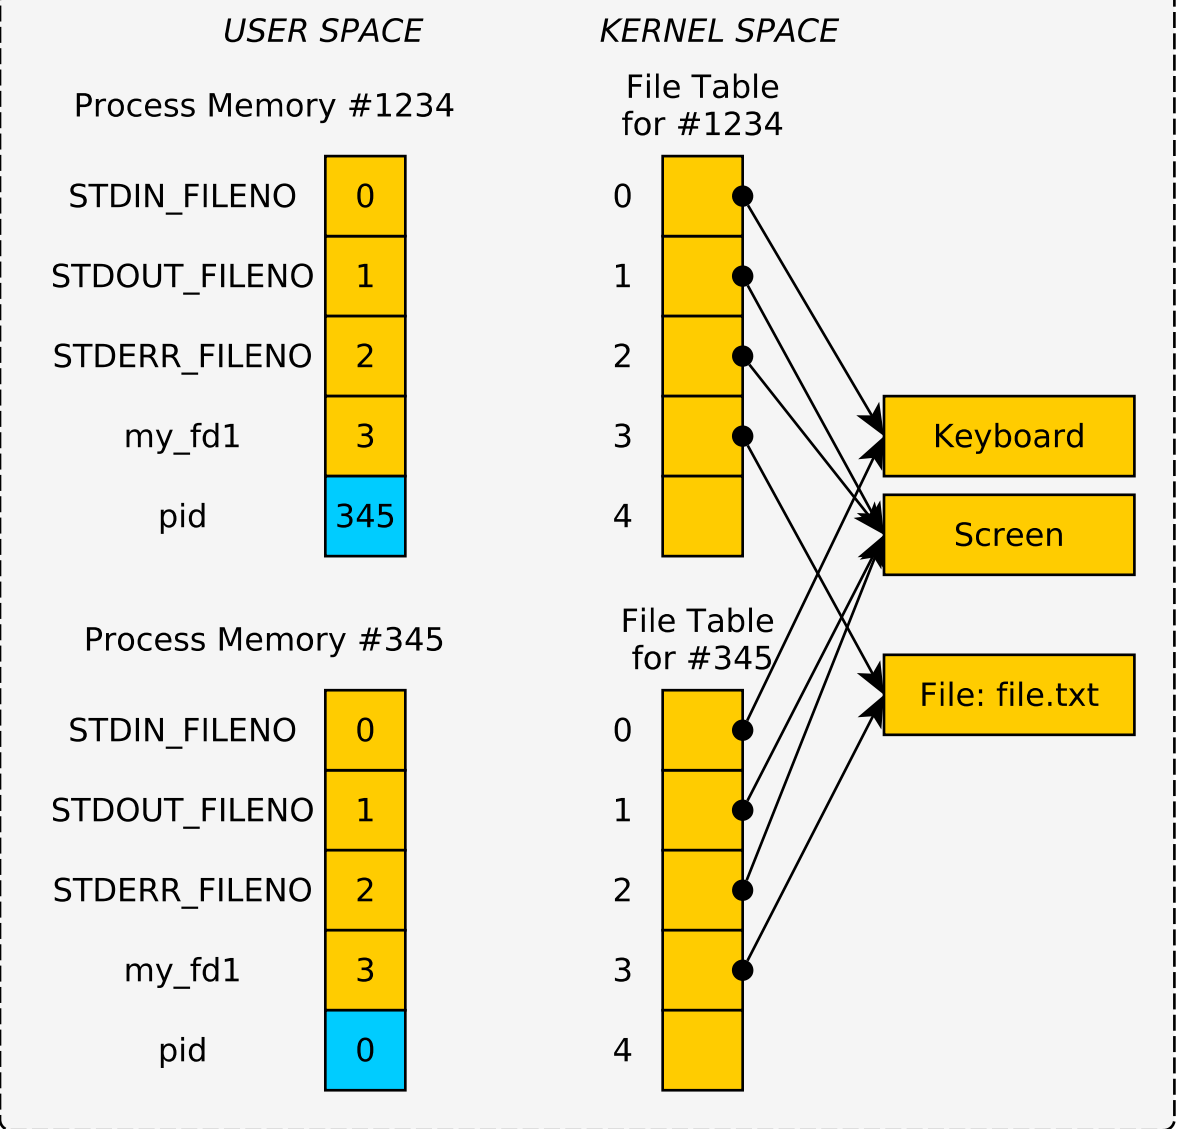 USER SPACE
KERNEL SPACE
Process Memory #1234
File Table
for #1234
STDIN_FILENO 0
STDOUT_FILENO 1
STDERR_FILENO 2
my_fd1 3
pid 345
0
1
2
3
4
Keyboard
Screen
File: file.txt
Process Memory #345
File Table
for #345
STDIN_FILENO 0
STDOUT_FILENO 1
STDERR_FILENO 2
my_fd1 3
pid 0
0
1
2
3
4